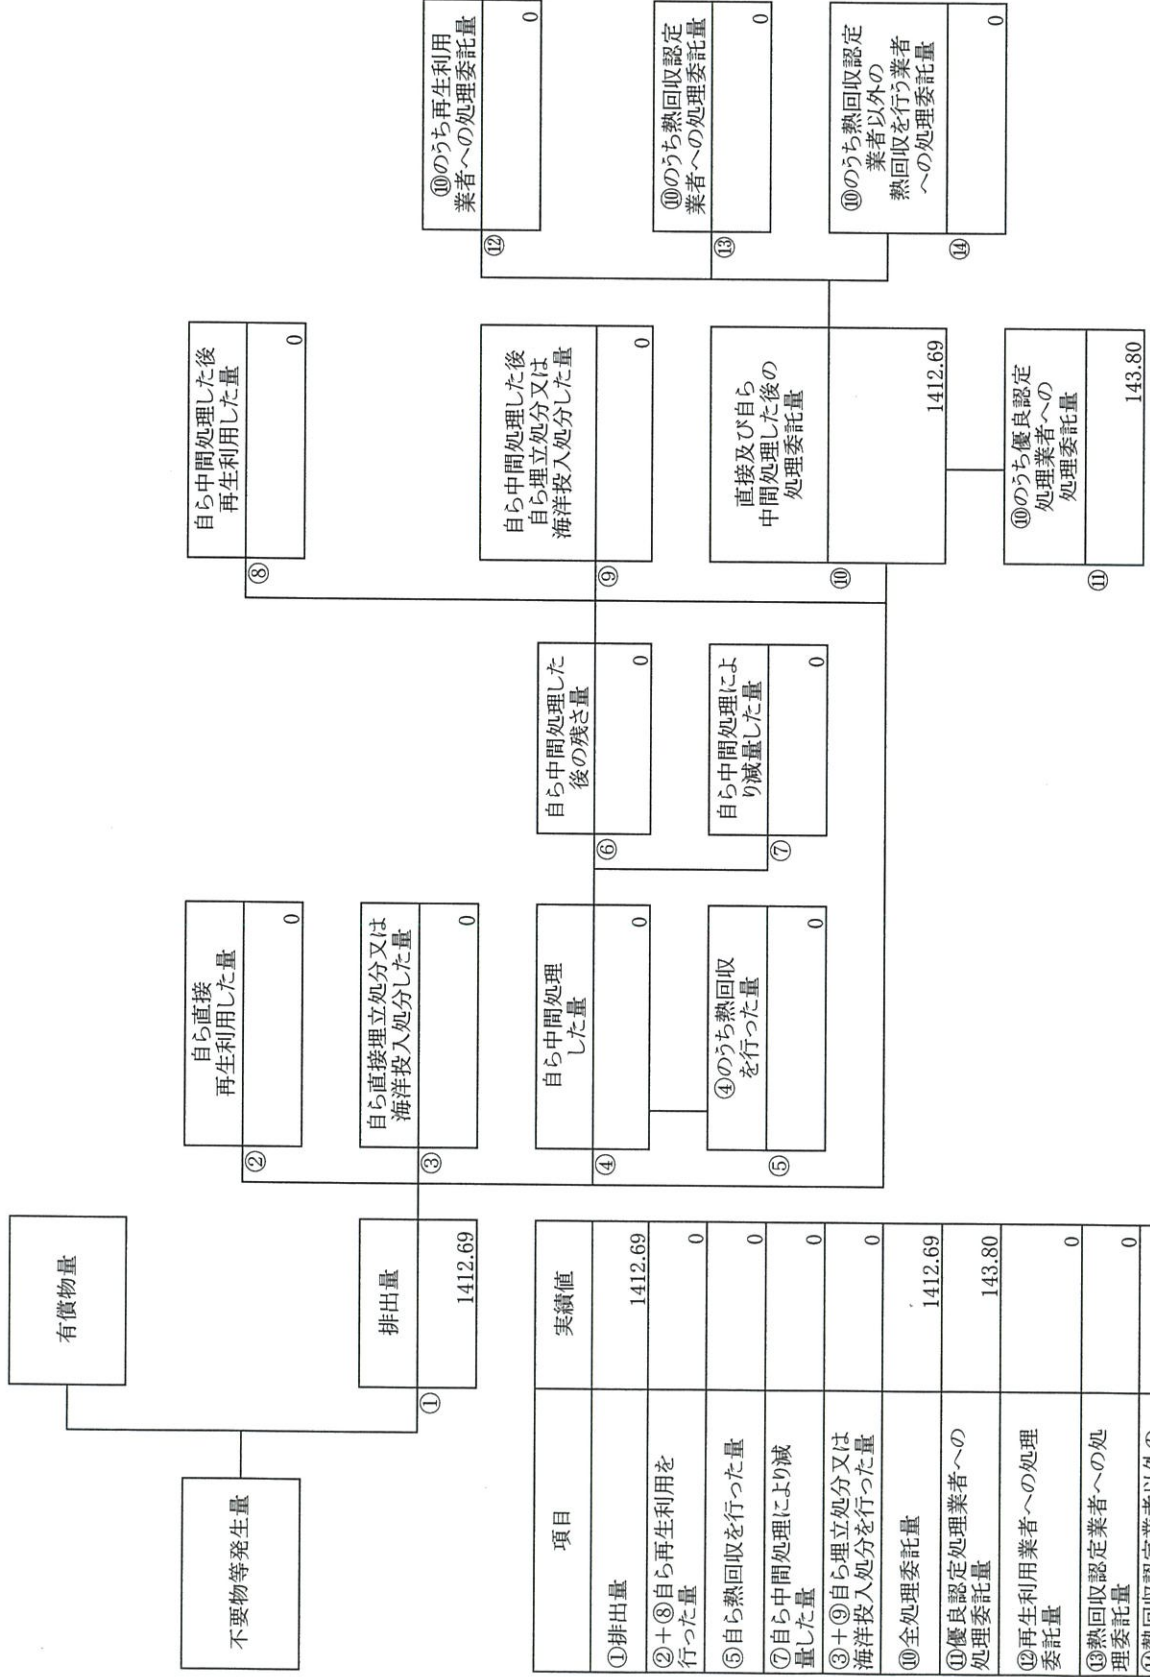 不要物等発生量
有償物量
排出量
①
1412.69
自ら直接
再生利用した量
②
0
自ら直接埋立処分又は
海洋投入処分した量
③
0
自ら中間処理
した量
④
0
④のうち熱回収
を行った量
⑤
0
自ら中間処理した
後の残さ量
⑥
0
自ら中間処理によ
り減量した量
⑦
0
自ら中間処理した後
再生利用した量
⑧
0
自ら中間処理した後
自ら埋立処分又は
海洋投入処分した量
⑨
0
直接及び自ら
中間処理した後の
処理委託量
⑩
1412.69
⑩のうち優良認定
処理業者への
処理委託量
⑪
143.80
⑩のうち再生利用
業者への処理委託量
⑫
0
⑩のうち熱回収認定
業者への処理委託量
⑬
0
⑩のうち熱回収認定
業者以外の
熱回収を行う業者
への処理委託量
⑭
0
項目 実績値
①排出量 1412.69
②+⑧自ら再生利用を
行った量 0
⑤自ら熱回収を行った量 0
⑦自ら中間処理により減
量した量 0
③+⑨自ら埋立処分又は
海洋投入処分を行った量 0
⑩全処理委託量 1412.69
⑪優良認定処理業者への
処理委託量 143.80
⑫再生利用業者への処理
委託量 0
⑬熱回収認定業者への処
理委託量 0